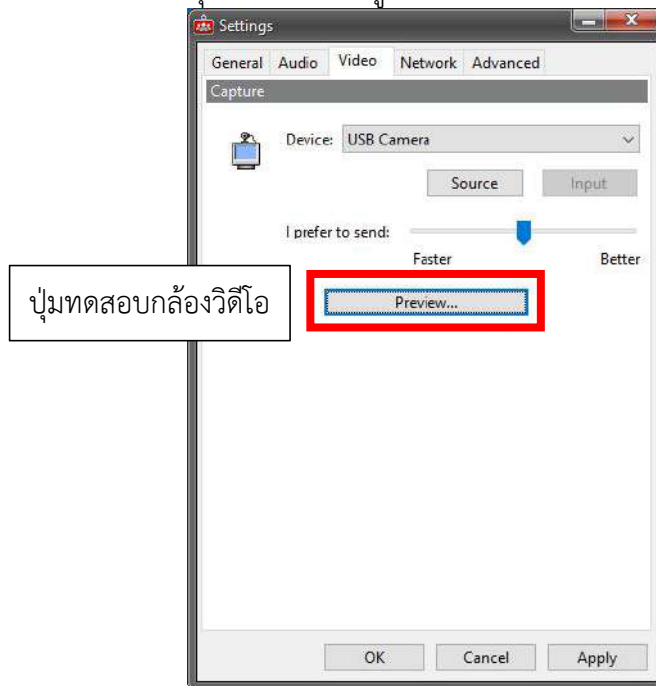 Settings
General Audio Video Network Advanced
Capture
Device: USB Camera
Source Input
I prefer to send:
Faster Better
ปุ่มทดสอบกล้องวิดีโอ
Preview...
OK Cancel Apply